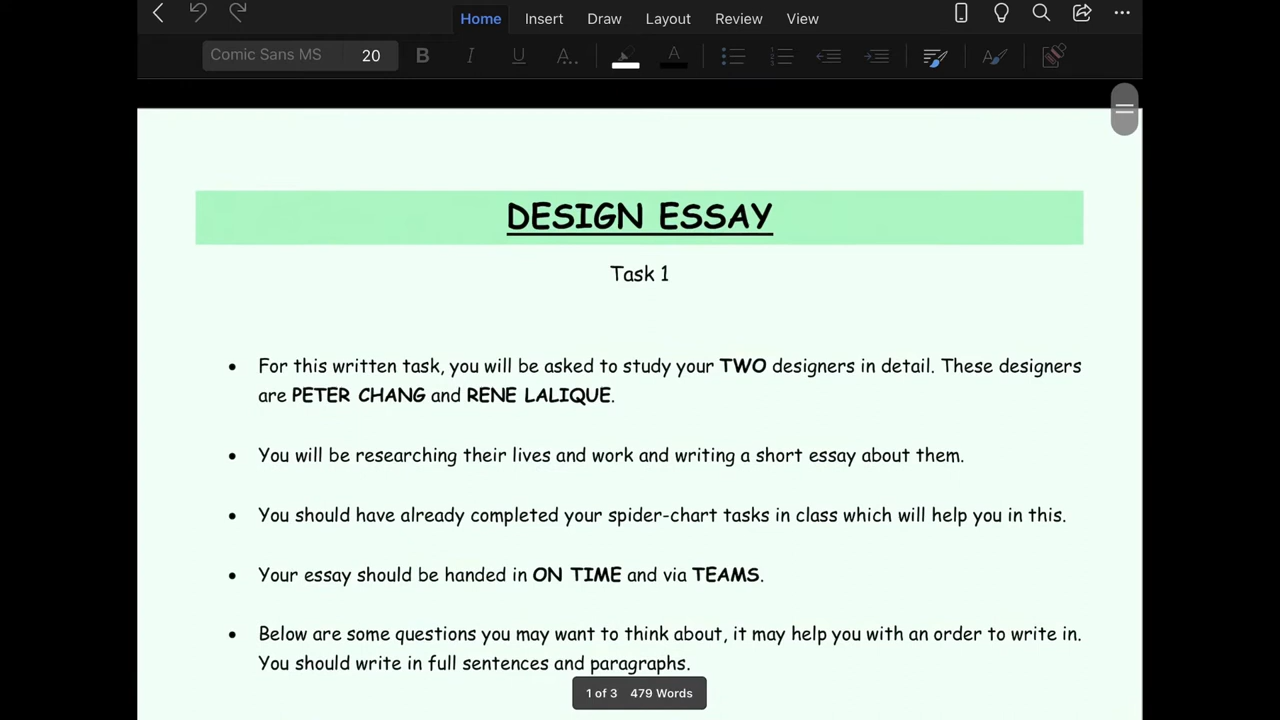 Home Insert Draw Layout Review View
Comic Sans MS 20 B I U A..  A
DESIGN ESSAY
Task 1
• For this written task, you will be asked to study your TWO designers in detail. These designers
are PETER CHANG and RENE LALIQUE.
• You will be researching their lives and work and writing a short essay about them.
• You should have already completed your spider-chart tasks in class which will help you in this.
• Your essay should be handed in ON TIME and via TEAMS.
• Below are some questions you may want to think about, it may help you with an order to write in.
You should write in full sentences and paragraphs.
1 of 3 479 Words